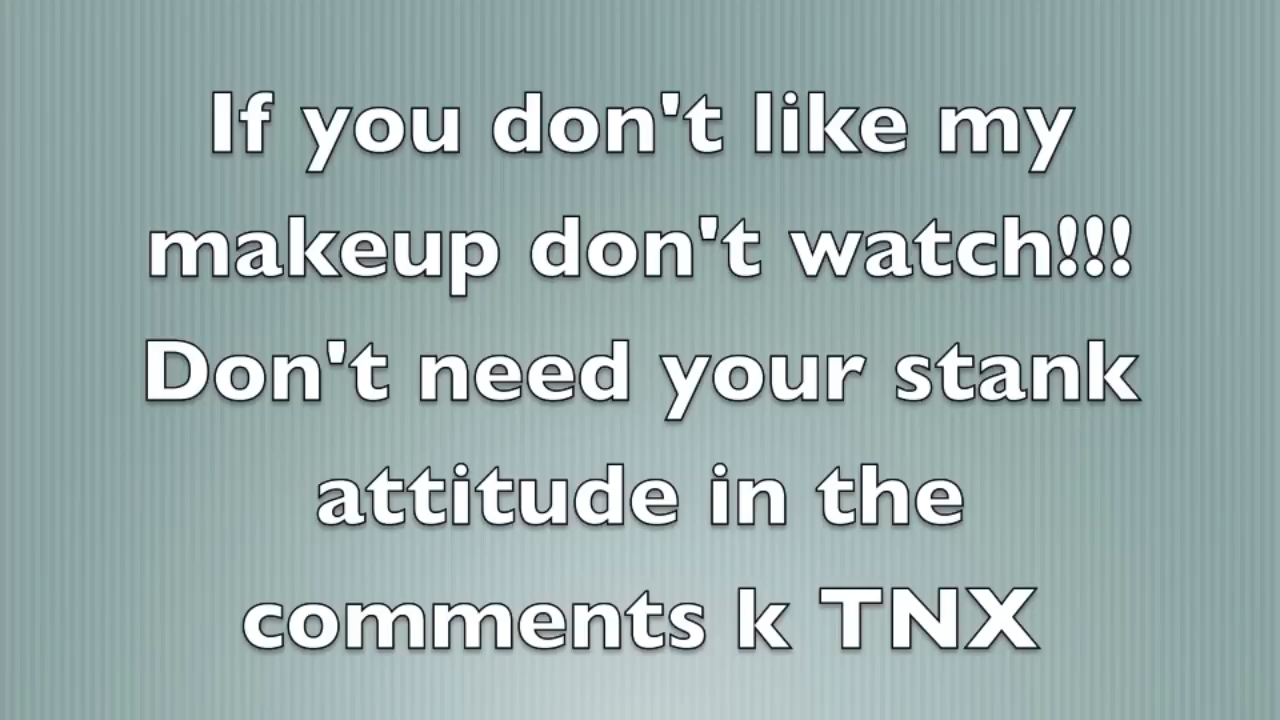 If you don't like my
makeup don't watch!!!
Don't need your stank
attitude in the
comments k TNX